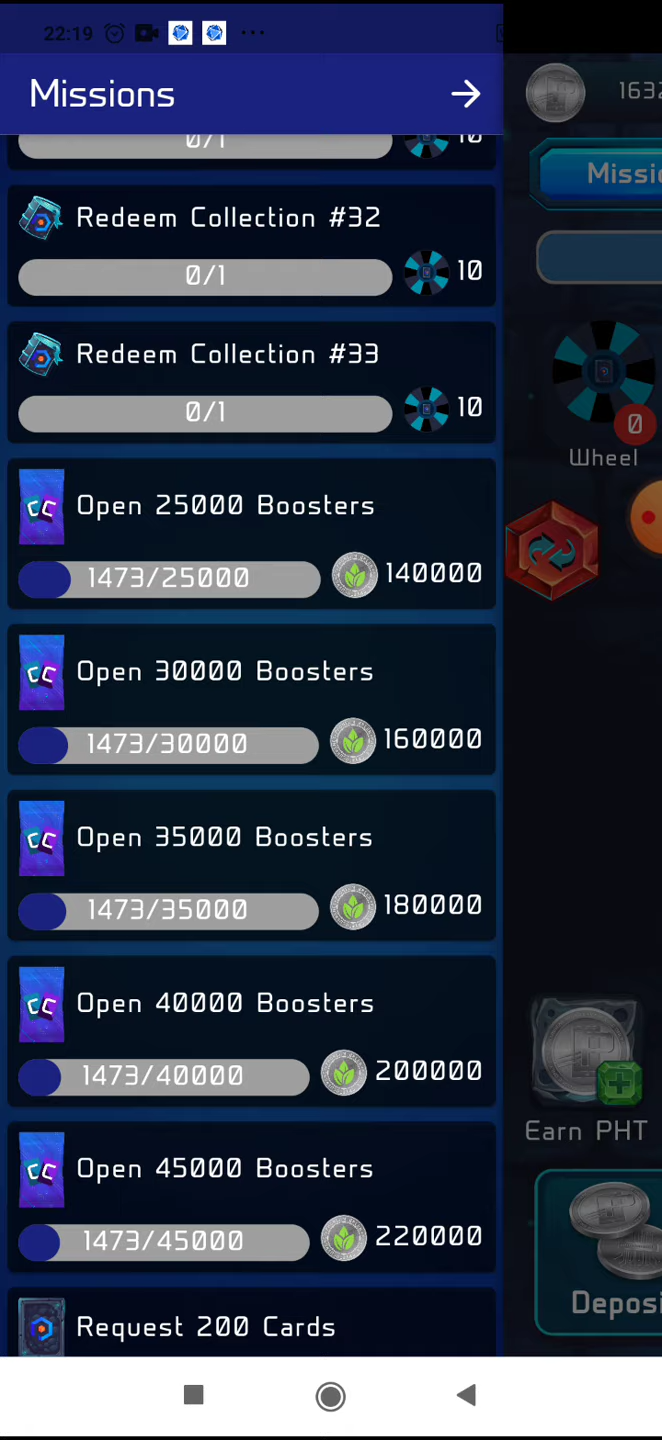 22:19
Missions
0/1
10
Redeem Collection #32
0/1
10
Redeem Collection #33
0/1
10
Open 25000 Boosters
1473/25000
140000
Open 30000 Boosters
1473/30000
160000
Open 35000 Boosters
1473/35000
180000
Open 40000 Boosters
1473/40000
200000
Open 45000 Boosters
1473/45000
220000
Request 200 Cards
1632
Missio
0
Wheel
Earn PHT
Deposi